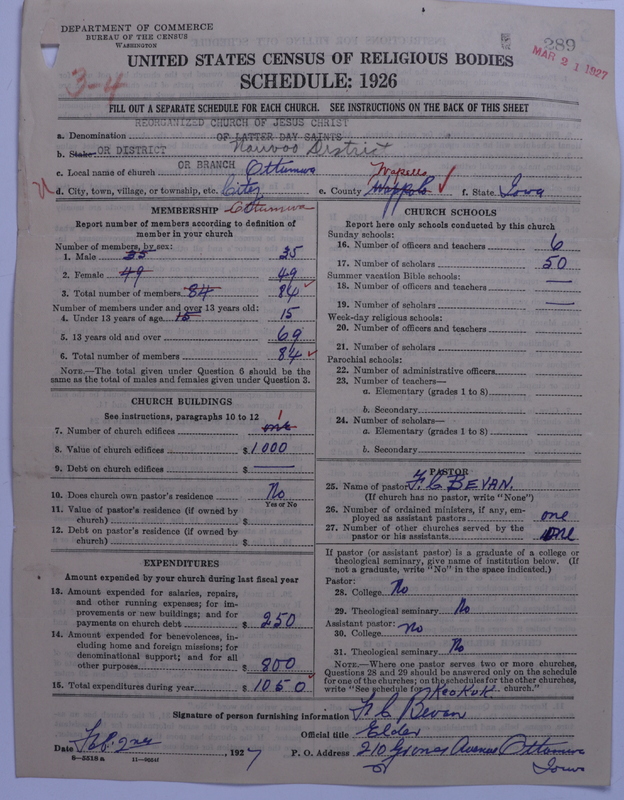 DEPARTMENT OF COMMERCE
BUREAU OF THE CENSUS
WASHINGTON
289
MAR 21 1927
UNITED STATES CENSUS OF RELIGIOUS BODIES
SCHEDULE: 1926
3-4
FILL OUT A SEPARATE SCHEDULE FOR EACH CHURCH. SEE INSTRUCTIONS ON THE BACK OF THIS SHEET
REORGANIZED CHURCH OF JESUS CHRIST
a. Denomination OF LATTER DAY SAINTS
b. Stake OR DISTRICT Nauvoo District
c. Local name of church OR BRANCH Ottumwa
Wapello
d. City, town, village, or township, etc. City e. County Wappolo f. State Iowa
Ottumwa
MEMBERSHIP
Report number of members according to definition of
member in your church
Number of members, by sex:
1. Male 35 35
2. Female 49 49
3. Total number of members 84 84
Number of members under and over 13 years old:
4. Under 13 years of age 15 15
5. 13 years old and over 69
6. Total number of members 84
NOTE.—The total given under Question 6 should be the
same as the total of males and females given under Question 3.
CHURCH BUILDINGS
See instructions, paragraphs 10 to 12
1
7. Number of church edifices one
8. Value of church edifices $1000
9. Debt on church edifices $ —
10. Does church own pastor's residence No
Yes or No
11. Value of pastor's residence (if owned by
church) $
12. Debt on pastor's residence (if owned by
church) $
EXPENDITURES
Amount expended by your church during last fiscal year
13. Amount expended for salaries, repairs,
and other running expenses; for im-
provements or new buildings; and for
payments on church debt $ 250
14. Amount expended for benevolences, in-
cluding home and foreign missions; for
denominational support; and for all
other purposes $ 800
15. Total expenditures during year $ 1050
CHURCH SCHOOLS
Report here only schools conducted by this church
Sunday schools:
16. Number of officers and teachers 6
17. Number of scholars 50
Summer vacation Bible schools:
18. Number of officers and teachers —
19. Number of scholars —
Week-day religious schools:
20. Number of officers and teachers
21. Number of scholars
Parochial schools:
22. Number of administrative officers
23. Number of teachers—
a. Elementary (grades 1 to 8)
b. Secondary
24. Number of scholars—
a. Elementary (grades 1 to 8)
b. Secondary
PASTOR
25. Name of pastor F C BEVAN
(If church has no pastor, write "None")
26. Number of ordained ministers, if any, em-
ployed as assistant pastors one
27. Number of other churches served by the
pastor or his assistants one
If pastor (or assistant pastor) is a graduate of a college or
theological seminary, give name of institution below. (If
not a graduate, write "No" in the space indicated.)
Pastor:
28. College No
29. Theological seminary No
Assistant pastor:
30. College No
31. Theological seminary No
NOTE.—Where one pastor serves two or more churches,
Questions 28 and 29 should be answered only on the schedule
for one of the churches; on the schedules for the other churches,
write "See schedule for Keokuk church."
Signature of person furnishing information F C Bevan
Official title Elder
Date Feb. 2nd, 1927 P. O. Address 210 Avenue Ottumwa
Iowa
8-5518 a